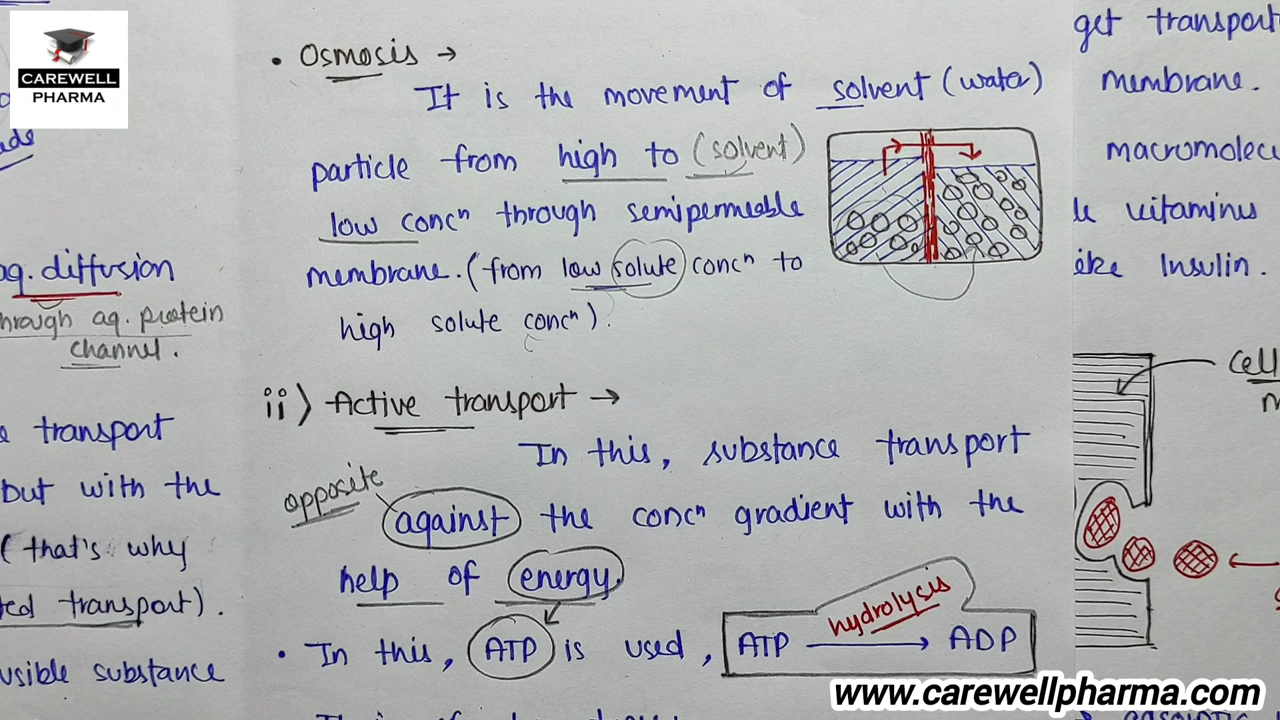 CAREWELL
PHARMA
aq. diffusion
through aq. protein
channel.
transport
but with the
(that's why
ted transport).
usible substance
• Osmosis →
It is the movement of solvent (water)
particle from high to (solvent)
low concⁿ through semipermeable
membrane. (from low solute concⁿ to
high solute concⁿ).
ii) Active transport →
In this, substance transport
opposite
against the concⁿ gradient with the
help of energy.
• In this, ATP is used,
hydrolysis
ATP → ADP
get transport
membrane.
macromolecu
vitamins
like Insulin.
Cell
www.carewellpharma.com